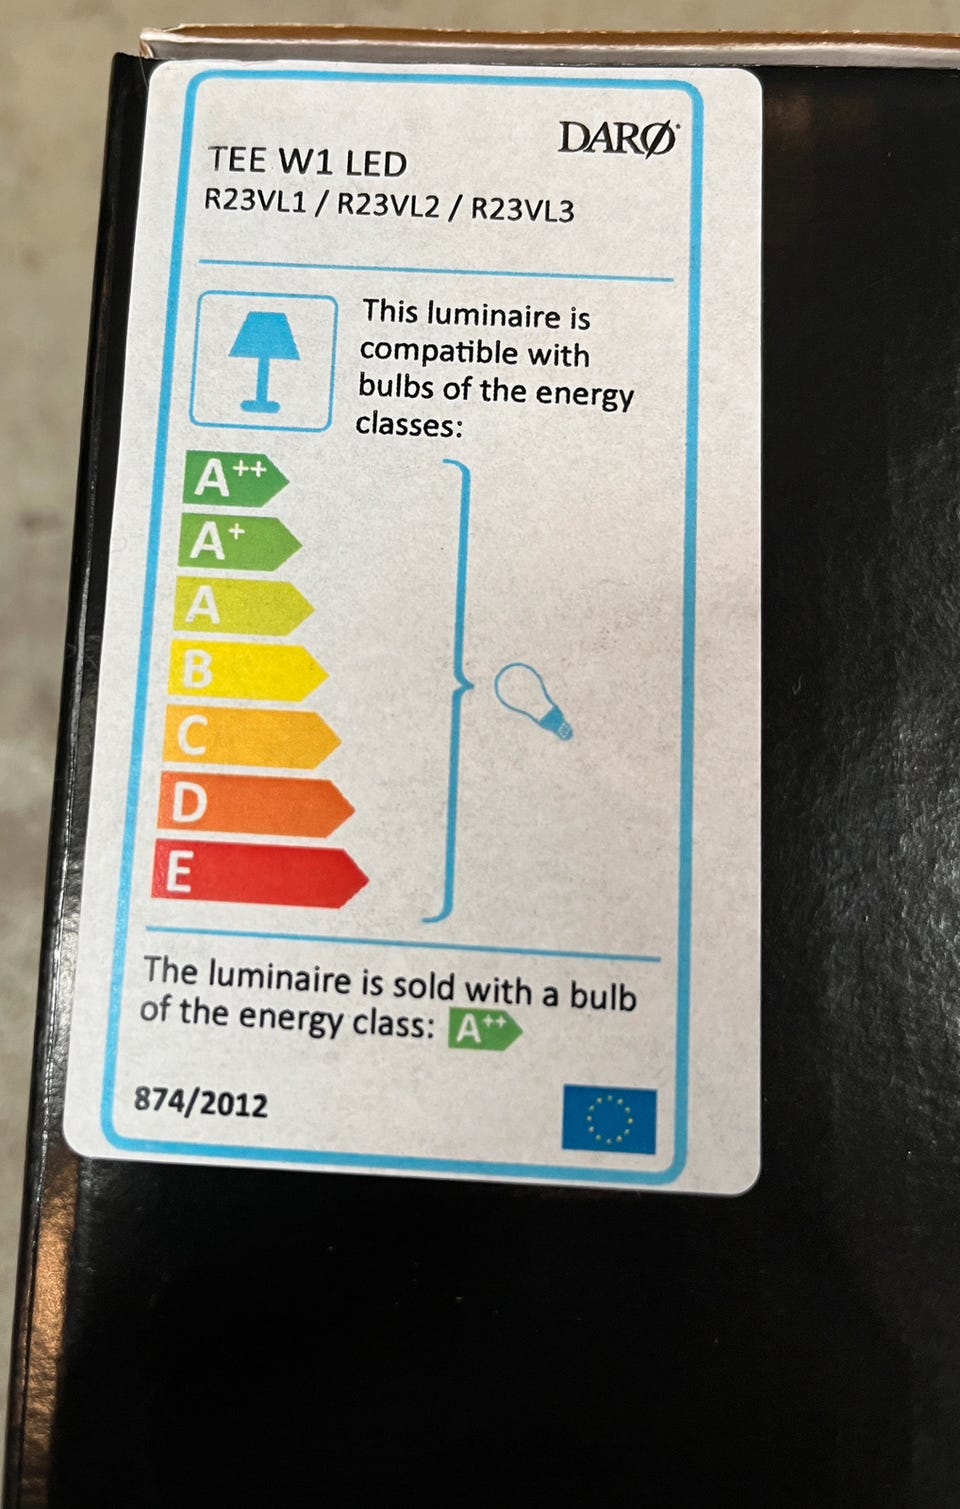 DARØ
TEE W1 LED
R23VL1 / R23VL2 / R23VL3
This luminaire is
compatible with
bulbs of the energy
classes:
A++
A+
A
B
C
D
E
The luminaire is sold with a bulb
of the energy class: A++
874/2012